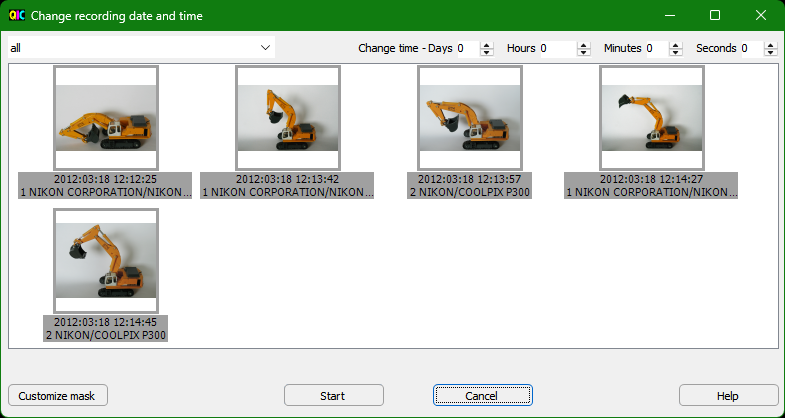 QIC Change recording date and time
all Change time - Days 0 Hours 0 Minutes 0 Seconds 0
2012:03:18 12:12:25
1 NIKON CORPORATION/NIKON...
2012:03:18 12:13:42
1 NIKON CORPORATION/NIKON...
2012:03:18 12:13:57
2 NIKON/COOLPIX P300
2012:03:18 12:14:27
1 NIKON CORPORATION/NIKON...
2012:03:18 12:14:45
2 NIKON/COOLPIX P300
Customize mask Start Cancel Help